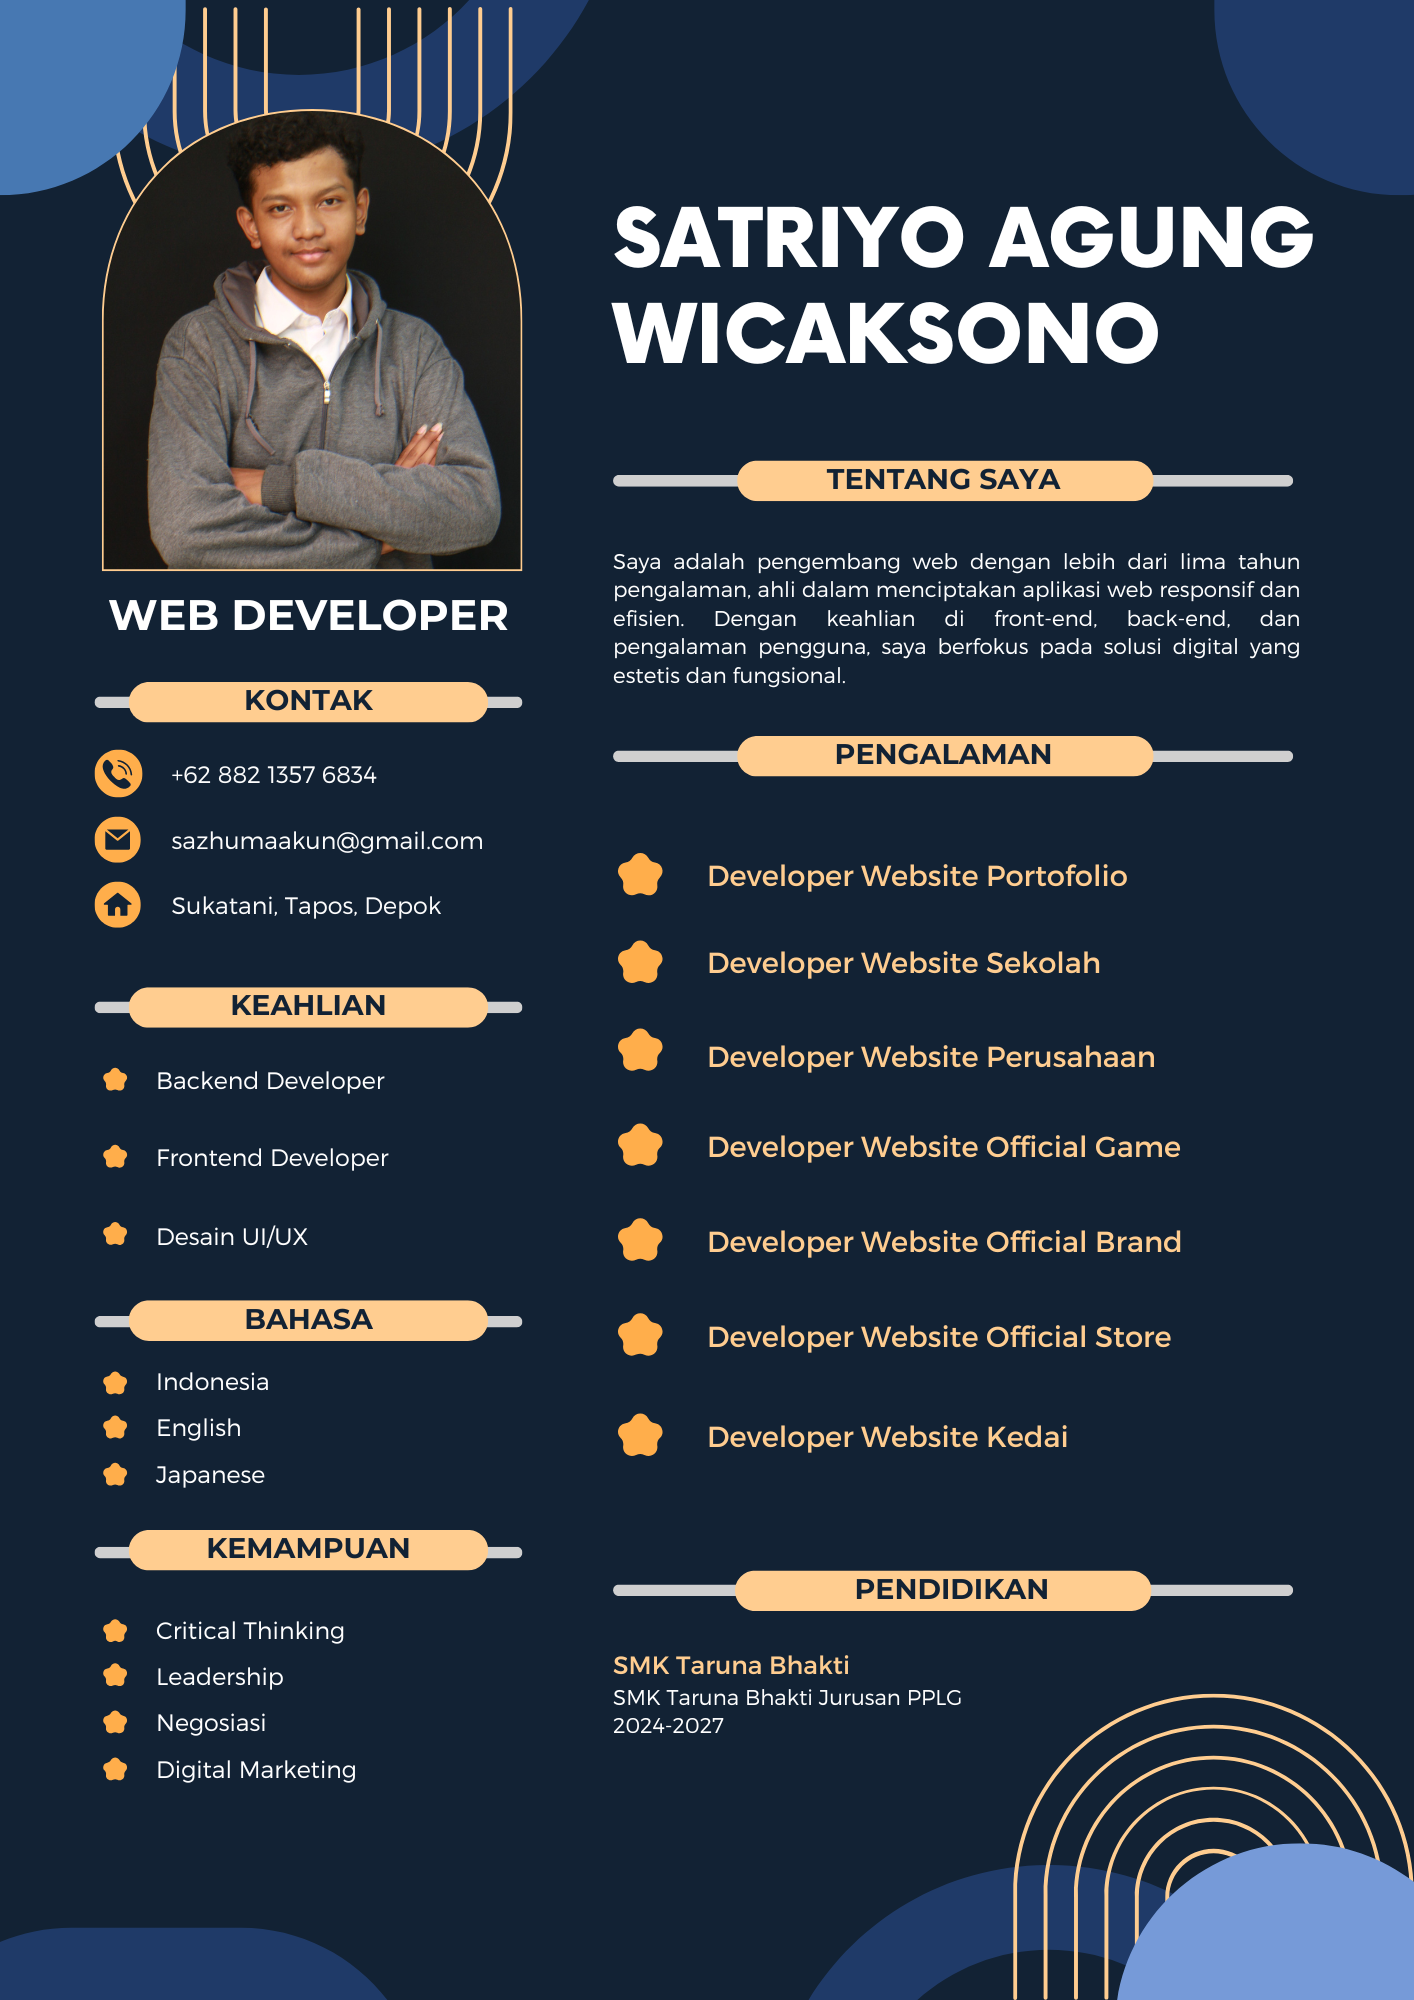 SATRIYO AGUNG
WICAKSONO
WEB DEVELOPER
KONTAK
+62 882 1357 6834
sazhumaakun@gmail.com
Sukatani, Tapos, Depok
KEAHLIAN
Backend Developer
Frontend Developer
Desain UI/UX
BAHASA
Indonesia
English
Japanese
KEMAMPUAN
Critical Thinking
Leadership
Negosiasi
Digital Marketing
TENTANG SAYA
Saya adalah pengembang web dengan lebih dari lima tahun
pengalaman, ahli dalam menciptakan aplikasi web responsif dan
efisien. Dengan keahlian di front-end, back-end, dan
pengalaman pengguna, saya berfokus pada solusi digital yang
estetis dan fungsional.
PENGALAMAN
Developer Website Portofolio
Developer Website Sekolah
Developer Website Perusahaan
Developer Website Official Game
Developer Website Official Brand
Developer Website Official Store
Developer Website Kedai
PENDIDIKAN
SMK Taruna Bhakti
SMK Taruna Bhakti Jurusan PPLG
2024-2027